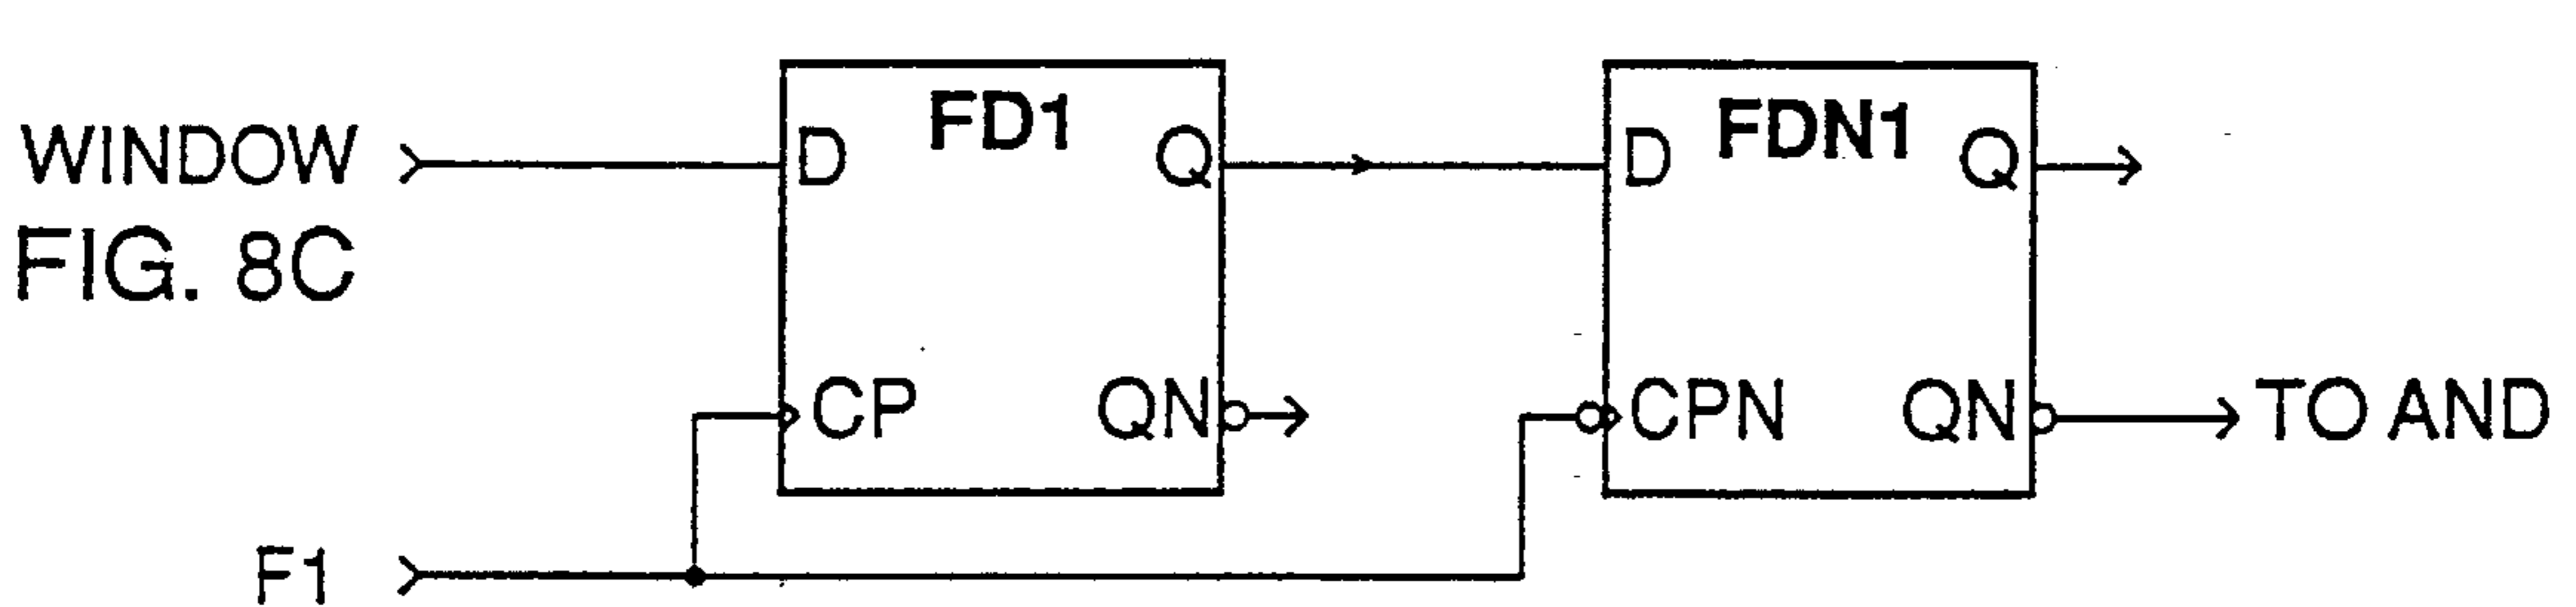 WINDOW
FIG. 8C
F1
FD1
D
Q
CP
QN
FDN1
D
Q
CPN
QN
TO AND